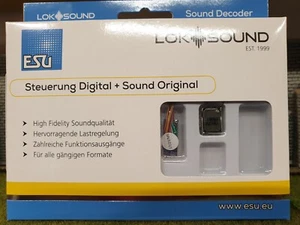 LOKSOUND
Sound Decoder
ESU
LOKSOUND
EST. 1999
Steuerung Digital + Sound Original
High Fidelity Soundqualität
Hervorragende Lastregelung
Zahlreiche Funktionsausgänge
Für alle gängigen Formate
www.esu.eu